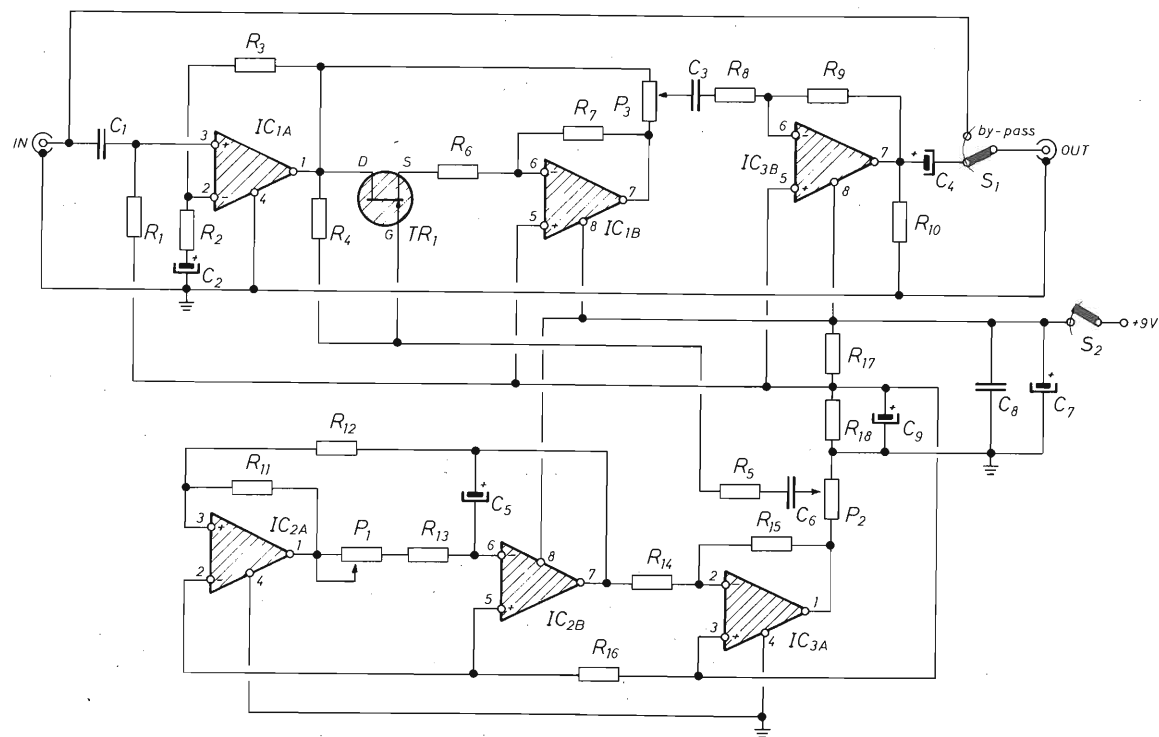 IN
C1
R1
R3
3
+
2
-
IC1A
1
4
R2
+
C2
R4
D
S
G
TR1
R6
R7
6
-
5
+
7
8
IC1B
P3
C3
R8
R9
6
-
5
+
IC3B
7
8
R10
+
C4
by-pass
S1
OUT
+9V
S2
R17
R18
+
C9
C8
+
C7
R12
R11
3
+
2
-
IC2A
1
4
P1
R13
+
C5
6
-
5
+
8
7
IC2B
R5
C6
P2
R14
R15
2
-
3
+
1
4
IC3A
R16